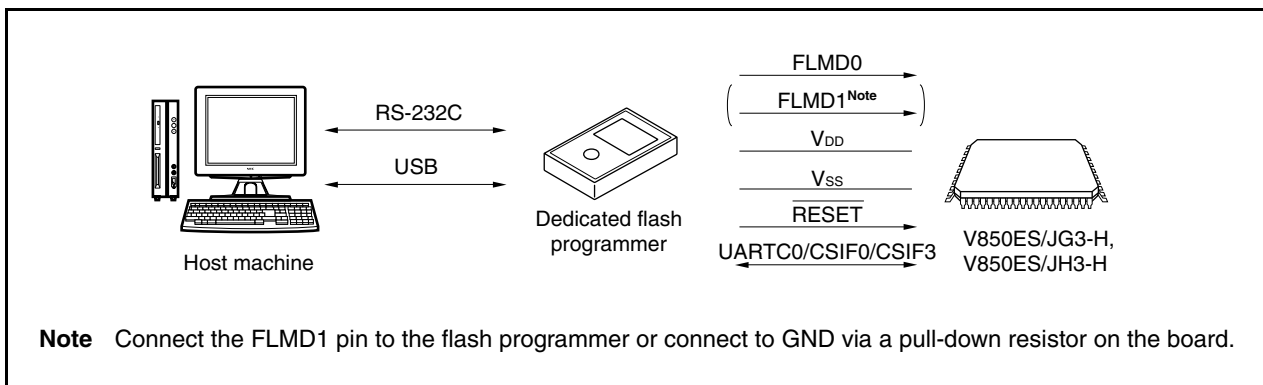 FLMD0
FLMD1Note
RS-232C
VDD
USB
VSS
RESET
Dedicated flash
programmer
UARTC0/CSIF0/CSIF3
V850ES/JG3-H,
V850ES/JH3-H
Host machine
Note Connect the FLMD1 pin to the flash programmer or connect to GND via a pull-down resistor on the board.